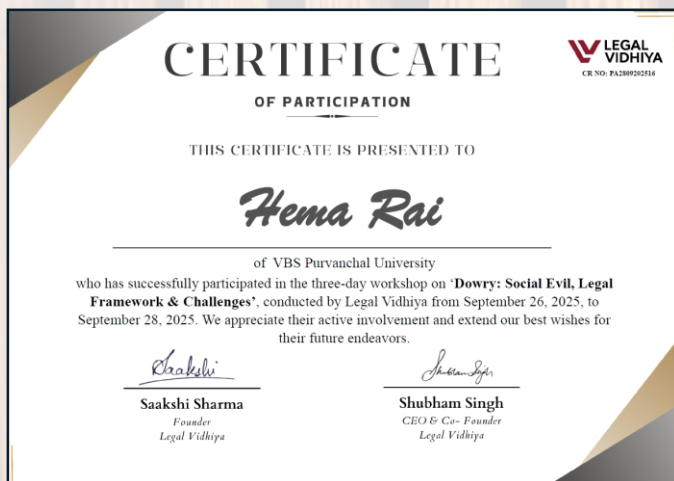 CERTIFICATE
LEGAL
VIDHIYA
CR NO: PA2809202516
OF PARTICIPATION
THIS CERTIFICATE IS PRESENTED TO
Hema Rai
of VBS Purvanchal University
who has successfully participated in the three-day workshop on ‘Dowry: Social Evil, Legal
Framework & Challenges’, conducted by Legal Vidhiya from September 26, 2025, to
September 28, 2025. We appreciate their active involvement and extend our best wishes for
their future endeavors.
Saakshi
Shubham Singh
Saakshi Sharma
Founder
Legal Vidhiya
Shubham Singh
CEO & Co- Founder
Legal Vidhiya